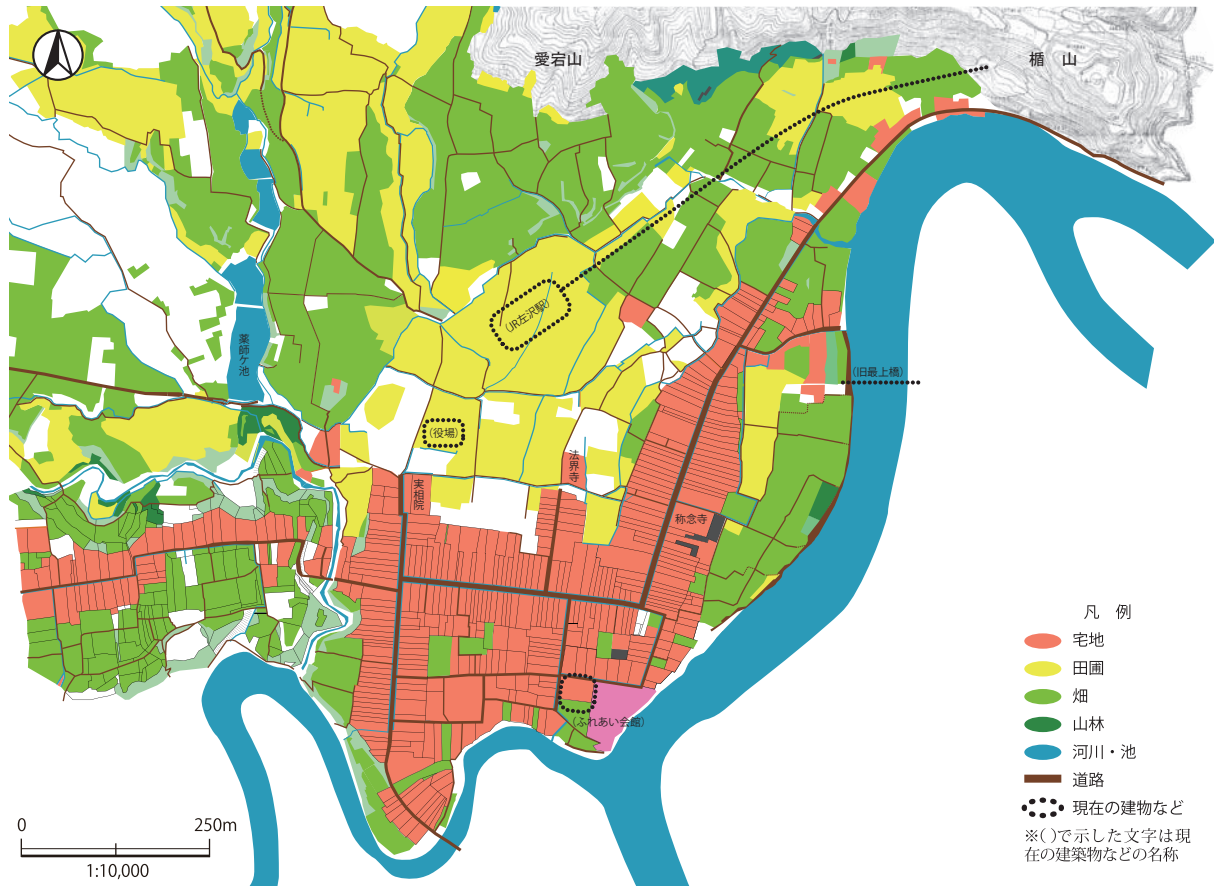 愛宕山
楯 山
(JR左沢駅)
薬師ケ池
(旧最上橋)
(役場)
法界寺
実相院
称念寺
(ふれあい会館)
凡 例
宅地
田圃
畑
山林
河川・池
道路
現在の建物など
※( )で示した文字は現
在の建築物などの名称
0 250m
1:10,000